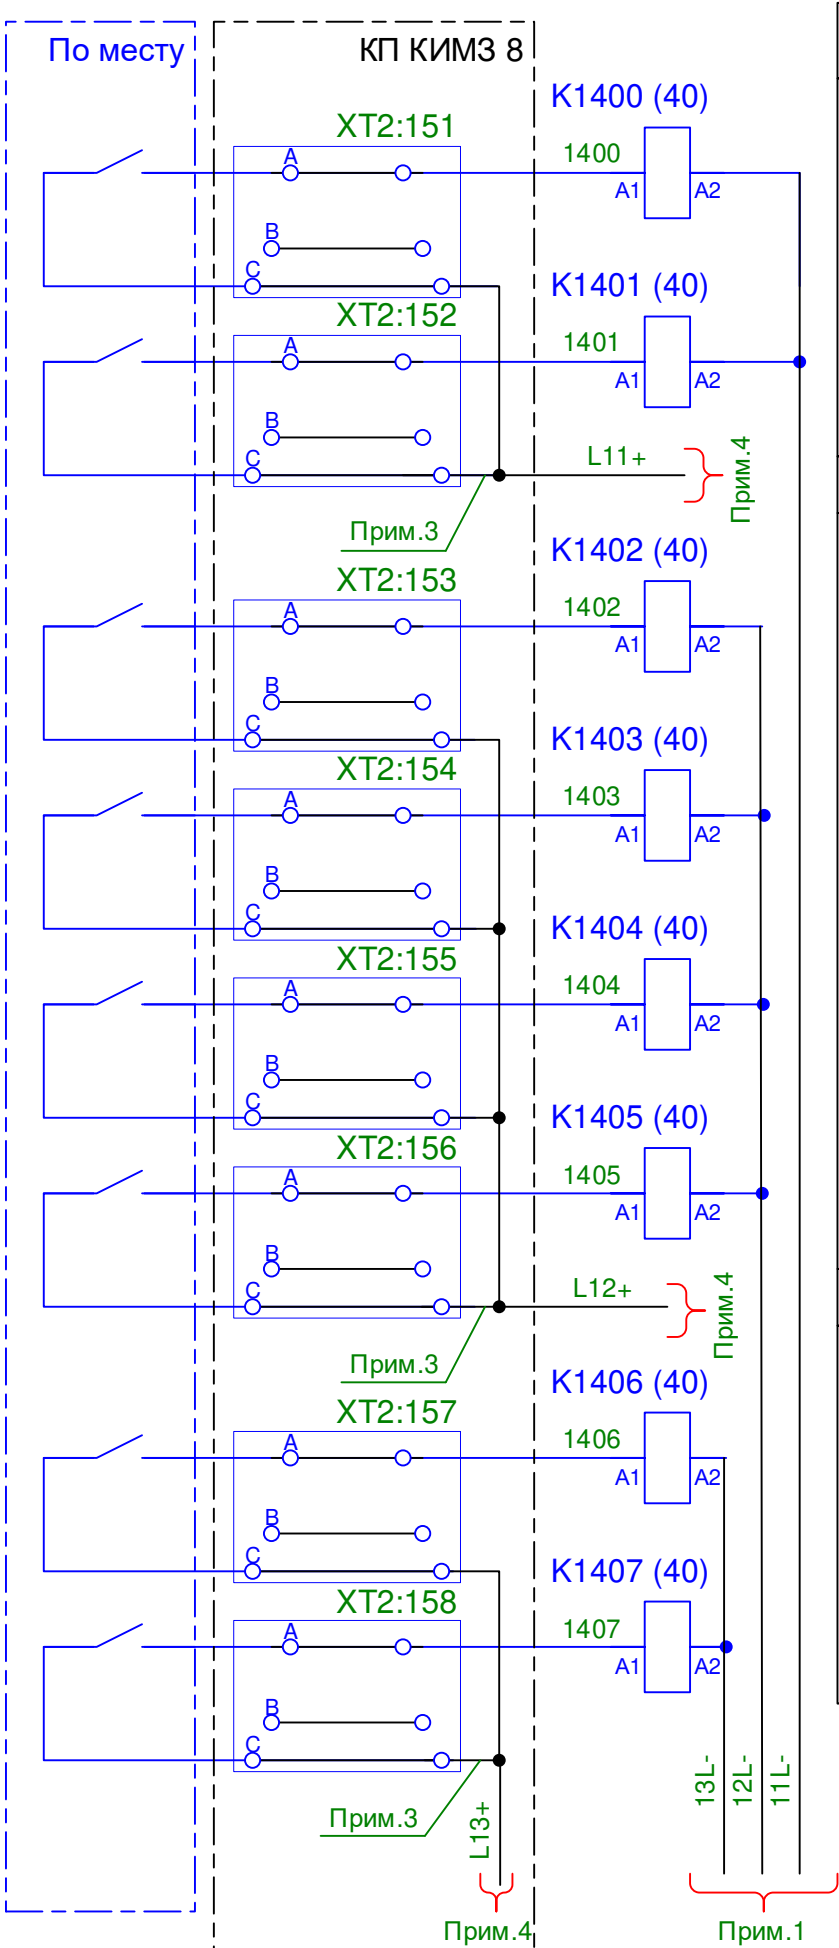 По месту
КП КИМЗ 8
K1400 (40)
XT2:151
1400
A
A1
A2
B
C
K1401 (40)
XT2:152
1401
A
A1
A2
B
C
L11+
Прим.4
Прим.3
K1402 (40)
XT2:153
1402
A
A1
A2
B
C
K1403 (40)
XT2:154
1403
A
A1
A2
B
C
K1404 (40)
XT2:155
1404
A
A1
A2
B
C
K1405 (40)
XT2:156
1405
A
A1
A2
B
C
L12+
Прим.4
Прим.3
K1406 (40)
XT2:157
1406
A
A1
A2
B
C
K1407 (40)
XT2:158
1407
A
A1
A2
B
C
13L-
12L-
11L-
Прим.3
L13+
Прим.4
Прим.1